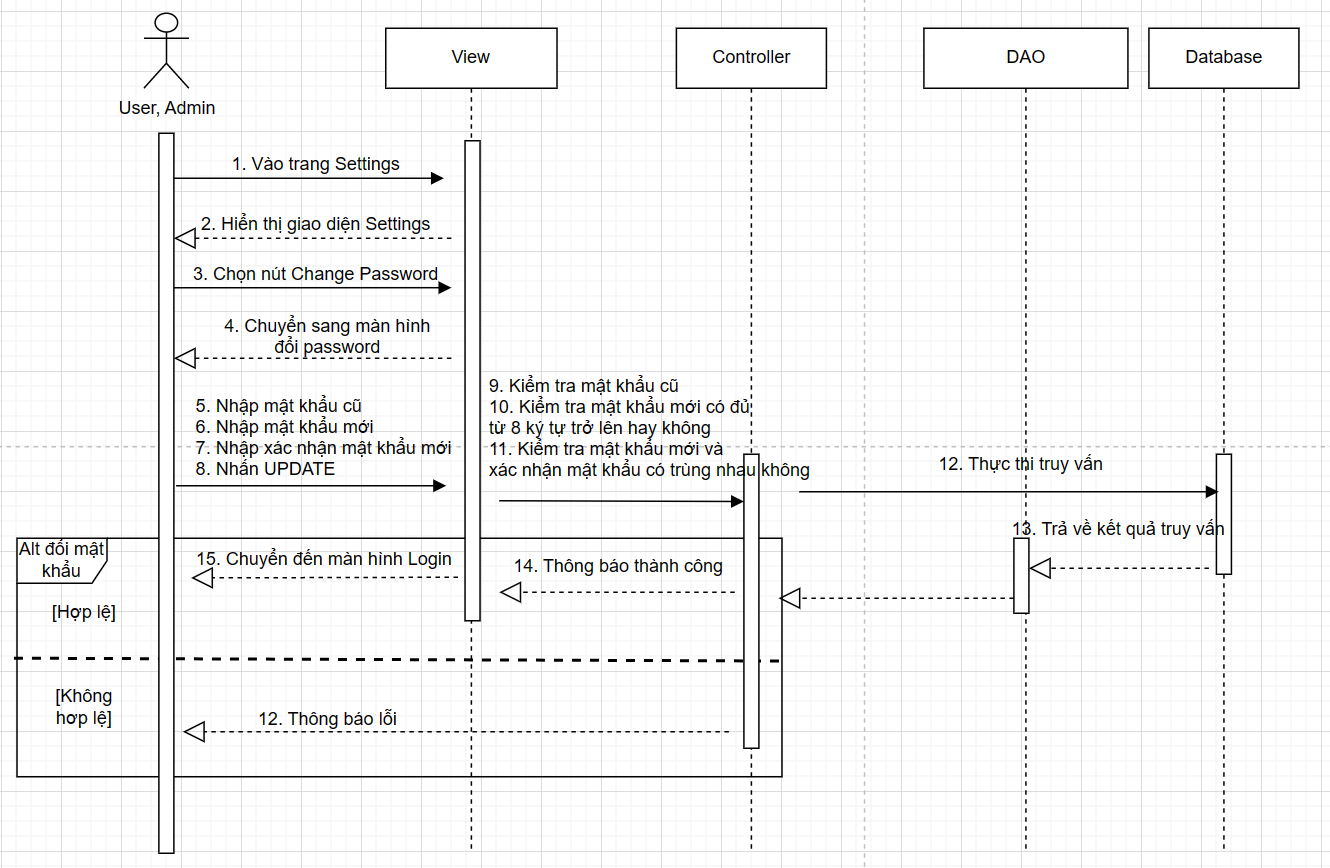 User, Admin
View
Controller
DAO
Database
1. Vào trang Settings
2. Hiển thị giao diện Settings
3. Chọn nút Change Password
4. Chuyển sang màn hình
đổi password
5. Nhập mật khẩu cũ
6. Nhập mật khẩu mới
7. Nhập xác nhận mật khẩu mới
8. Nhấn UPDATE
9. Kiểm tra mật khẩu cũ
10. Kiểm tra mật khẩu mới có đủ
từ 8 ký tự trở lên hay không
11. Kiểm tra mật khẩu mới và
xác nhận mật khẩu có trùng nhau không
12. Thực thi truy vấn
13. Trả về kết quả truy vấn
Alt đổi mật
khẩu
15. Chuyển đến màn hình Login
14. Thông báo thành công
[Hợp lệ]
[Không
hơp lệ]
12. Thông báo lỗi